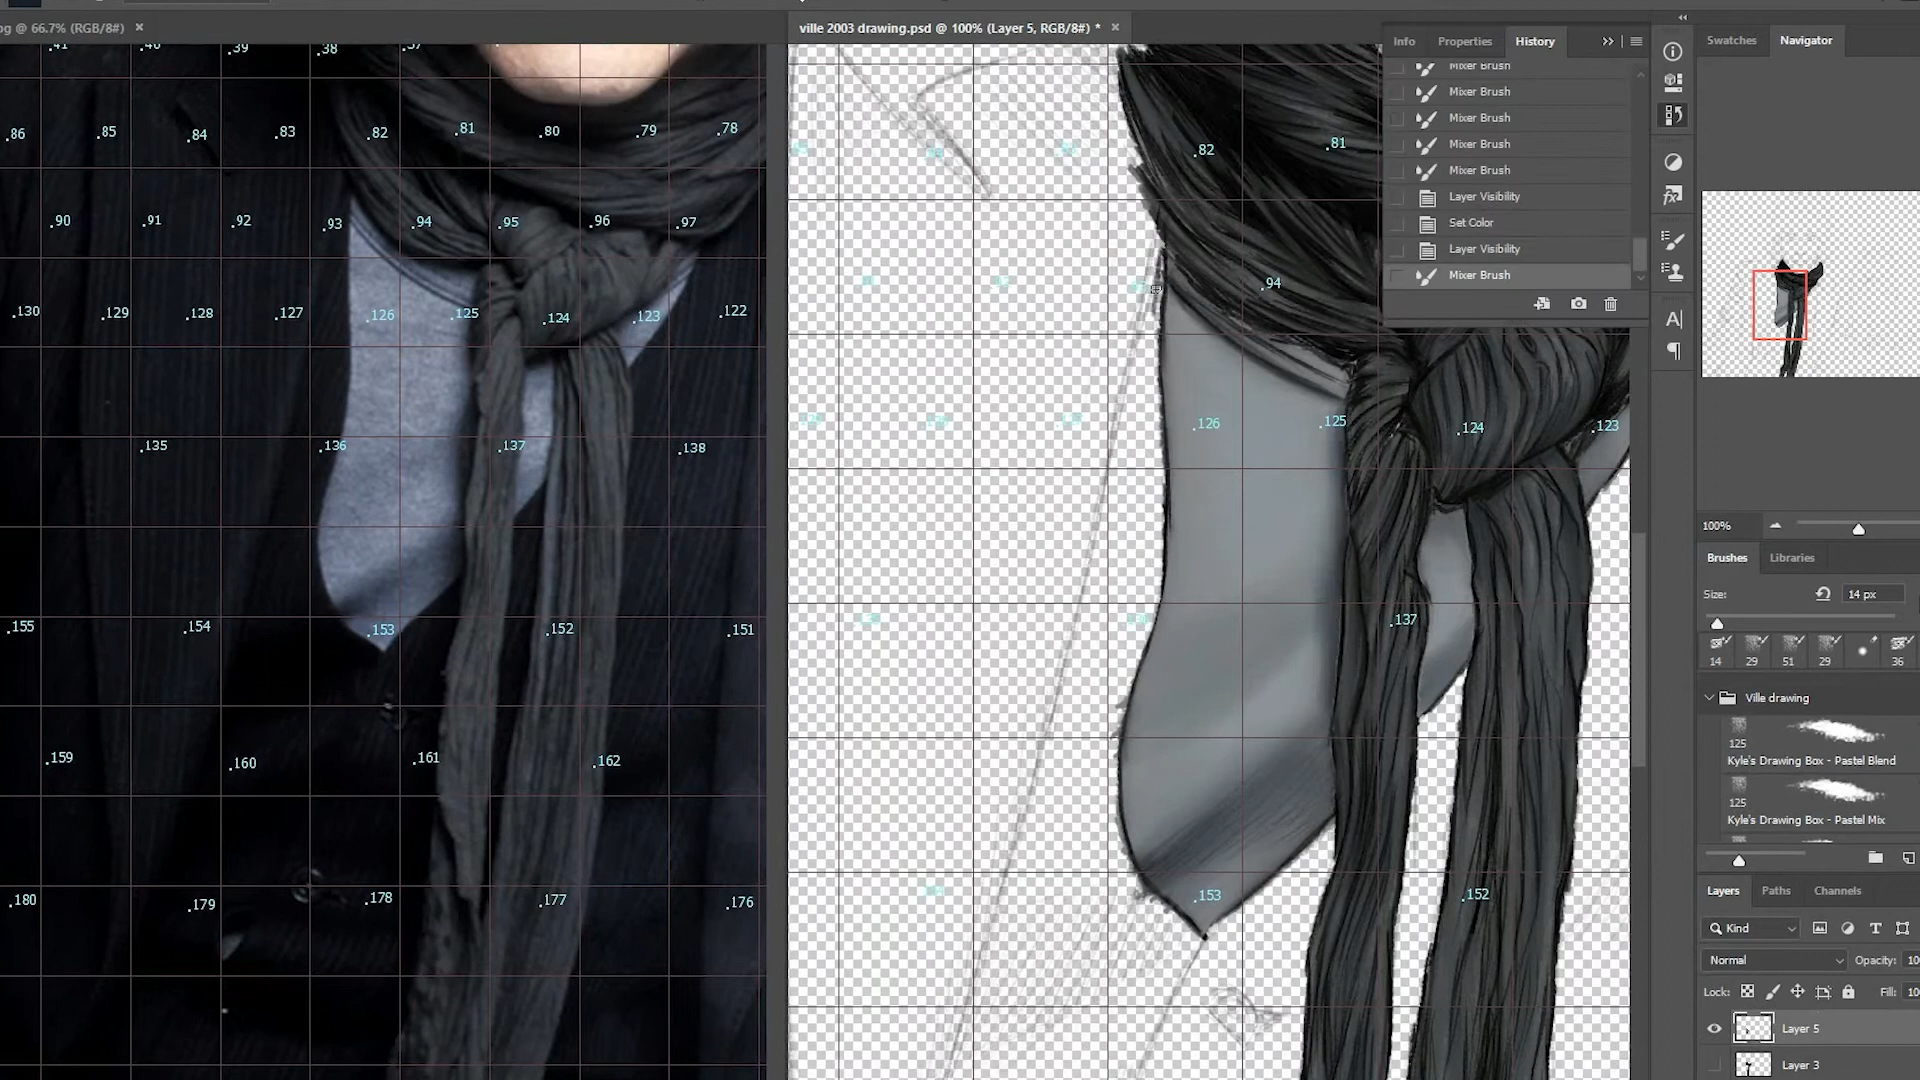 pg @ 66.7% (RGB/8#) ×
ville 2003 drawing.psd @ 100% (Layer 5, RGB/8#) * ×
Info Properties History
Swatches Navigator
Mixer Brush
Mixer Brush
Mixer Brush
Mixer Brush
Mixer Brush
Layer Visibility
Set Color
Layer Visibility
Mixer Brush
.39 .38
.86 .85 .84 .83 .82 .81 .80 .79 .78
.90 .91 .92 .93 .94 .95 .96 .97
.130 .129 .128 .127 .126 .125 .124 .123 .122
.135 .136 .137 .138
.155 .154 .153 .152 .151
.159 .160 .161 .162
.180 .179 .178 .177 .176
.82 .81
.94
.126 .125 .124 .123
.137
.153 .152
100%
Brushes Libraries
Size: 14 px
14 29 51 29 36
Ville drawing
125
Kyle's Drawing Box - Pastel Blend
125
Kyle's Drawing Box - Pastel Mix
Layers Paths Channels
Kind
Normal Opacity: 10
Lock: Fill: 10
Layer 5
Layer 3